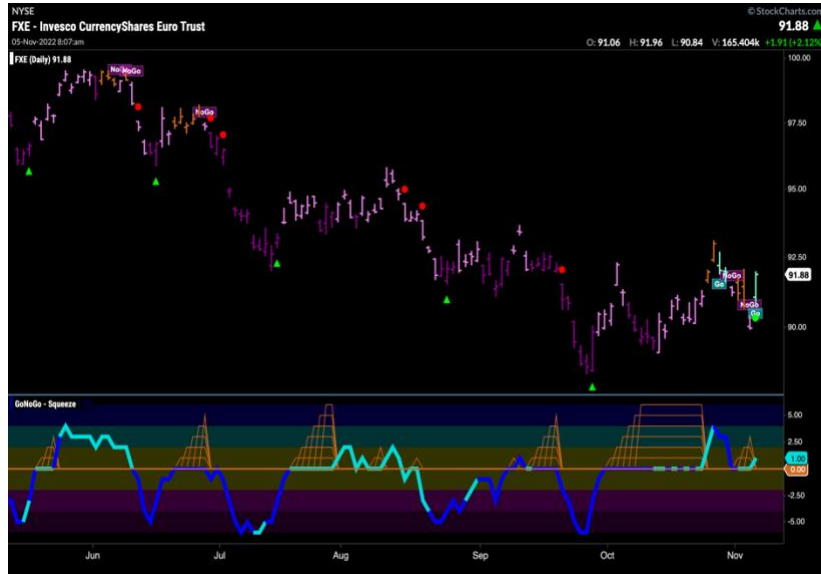 NYSE
© StockCharts.com
FXE - Invesco CurrencyShares Euro Trust
91.88
05-Nov-2022 8:07am
O: 91.06 H: 91.96 L: 90.84 V: 165.404k +1.91 (+2.12%)
FXE (Daily) 91.88
100.00
NoGo
NoGo
97.50
95.00
92.50
91.88
NoGo
Go
NoGo
Go
90.00
GoNoGo - Squeeze
5.00
2.50
1.00
0.00
-2.50
-5.00
Jun Jul Aug Sep Oct Nov